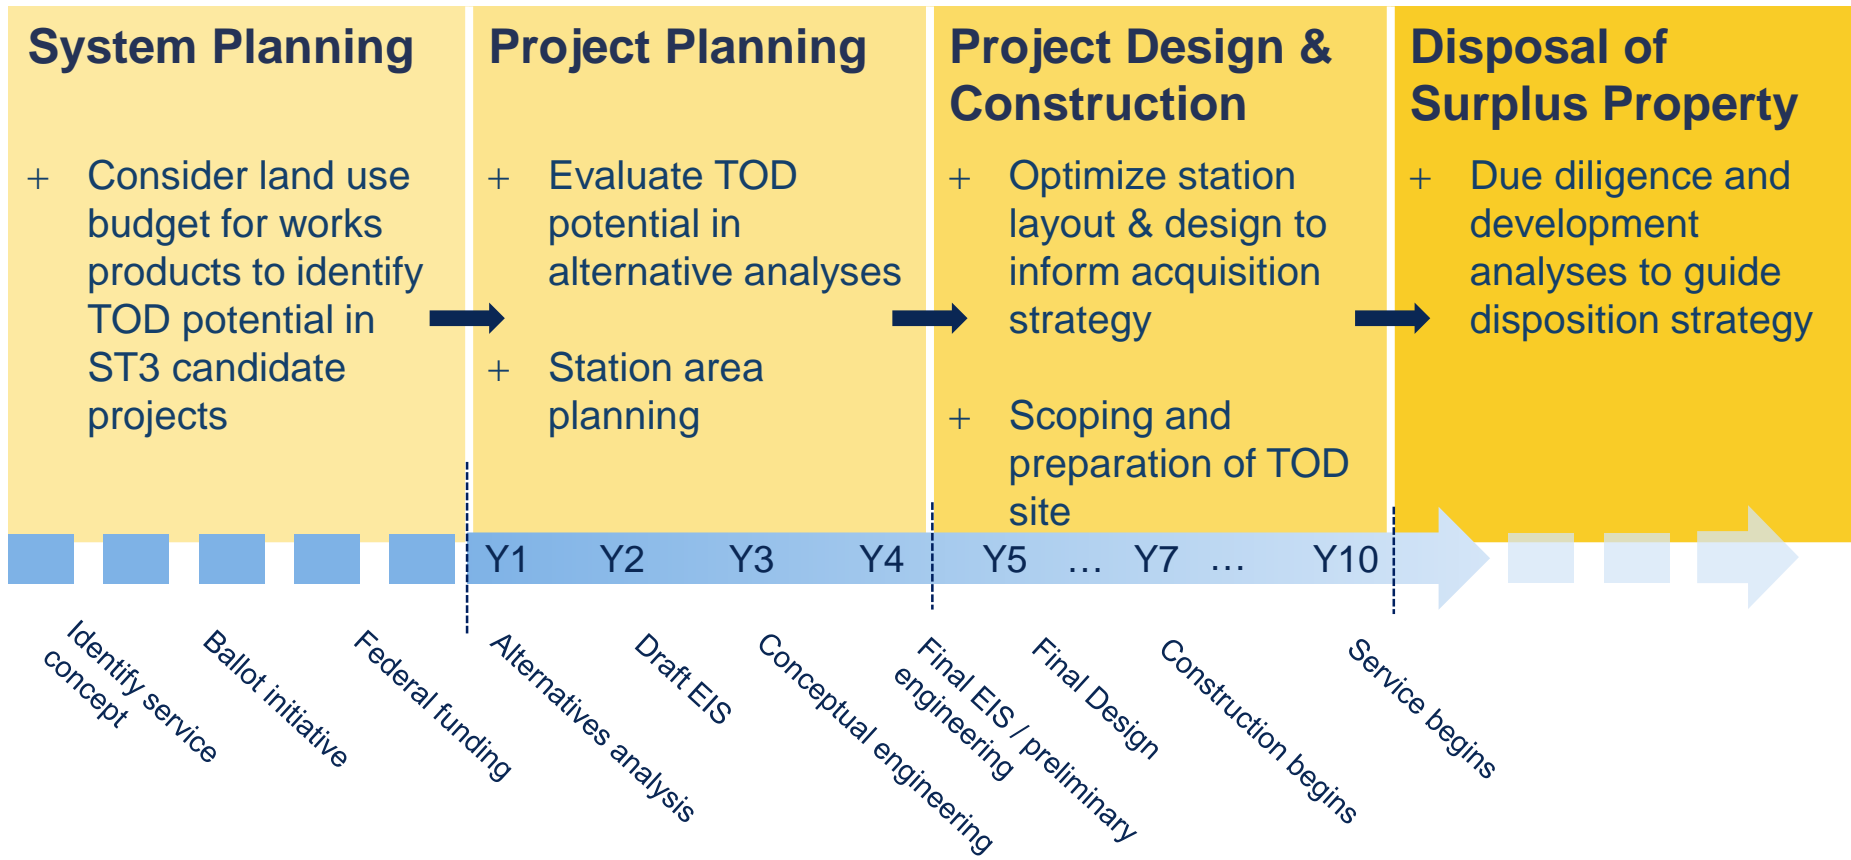 System Planning
+ Consider land use
budget for works
products to identify
TOD potential in
ST3 candidate
projects
Project Planning
+ Evaluate TOD
potential in
alternative analyses
+ Station area
planning
Project Design &
Construction
+ Optimize station
layout & design to
inform acquisition
strategy
+ Scoping and
preparation of TOD
site
Disposal of
Surplus Property
+ Due diligence and
development
analyses to guide
disposition strategy
Y1 Y2 Y3 Y4 Y5 ... Y7 ... Y10
Identify service
concept
Ballot initiative
Federal funding
Alternatives analysis
Draft EIS
Conceptual engineering
Final EIS / preliminary
engineering
Final Design
Construction begins
Service begins